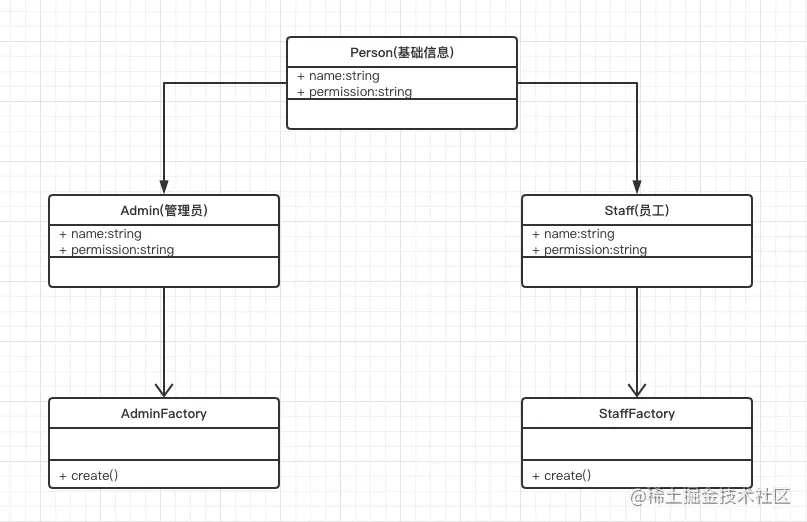 Person(基础信息)
+ name:string
+ permission:string
Admin(管理员)
+ name:string
+ permission:string
Staff(员工)
+ name:string
+ permission:string
AdminFactory
+ create()
StaffFactory
+ create()
@稀土掘金技术社区